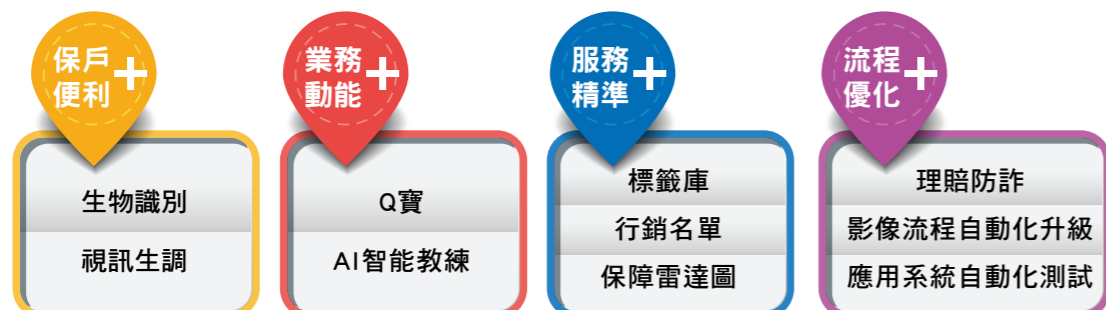 保戶
便利+
生物識別
視訊生調
業務
動能+
Q寶
AI智能教練
服務
精準+
標籤庫
行銷名單
保障雷達圖
流程
優化+
理賠防詐
影像流程自動化升級
應用系統自動化測試